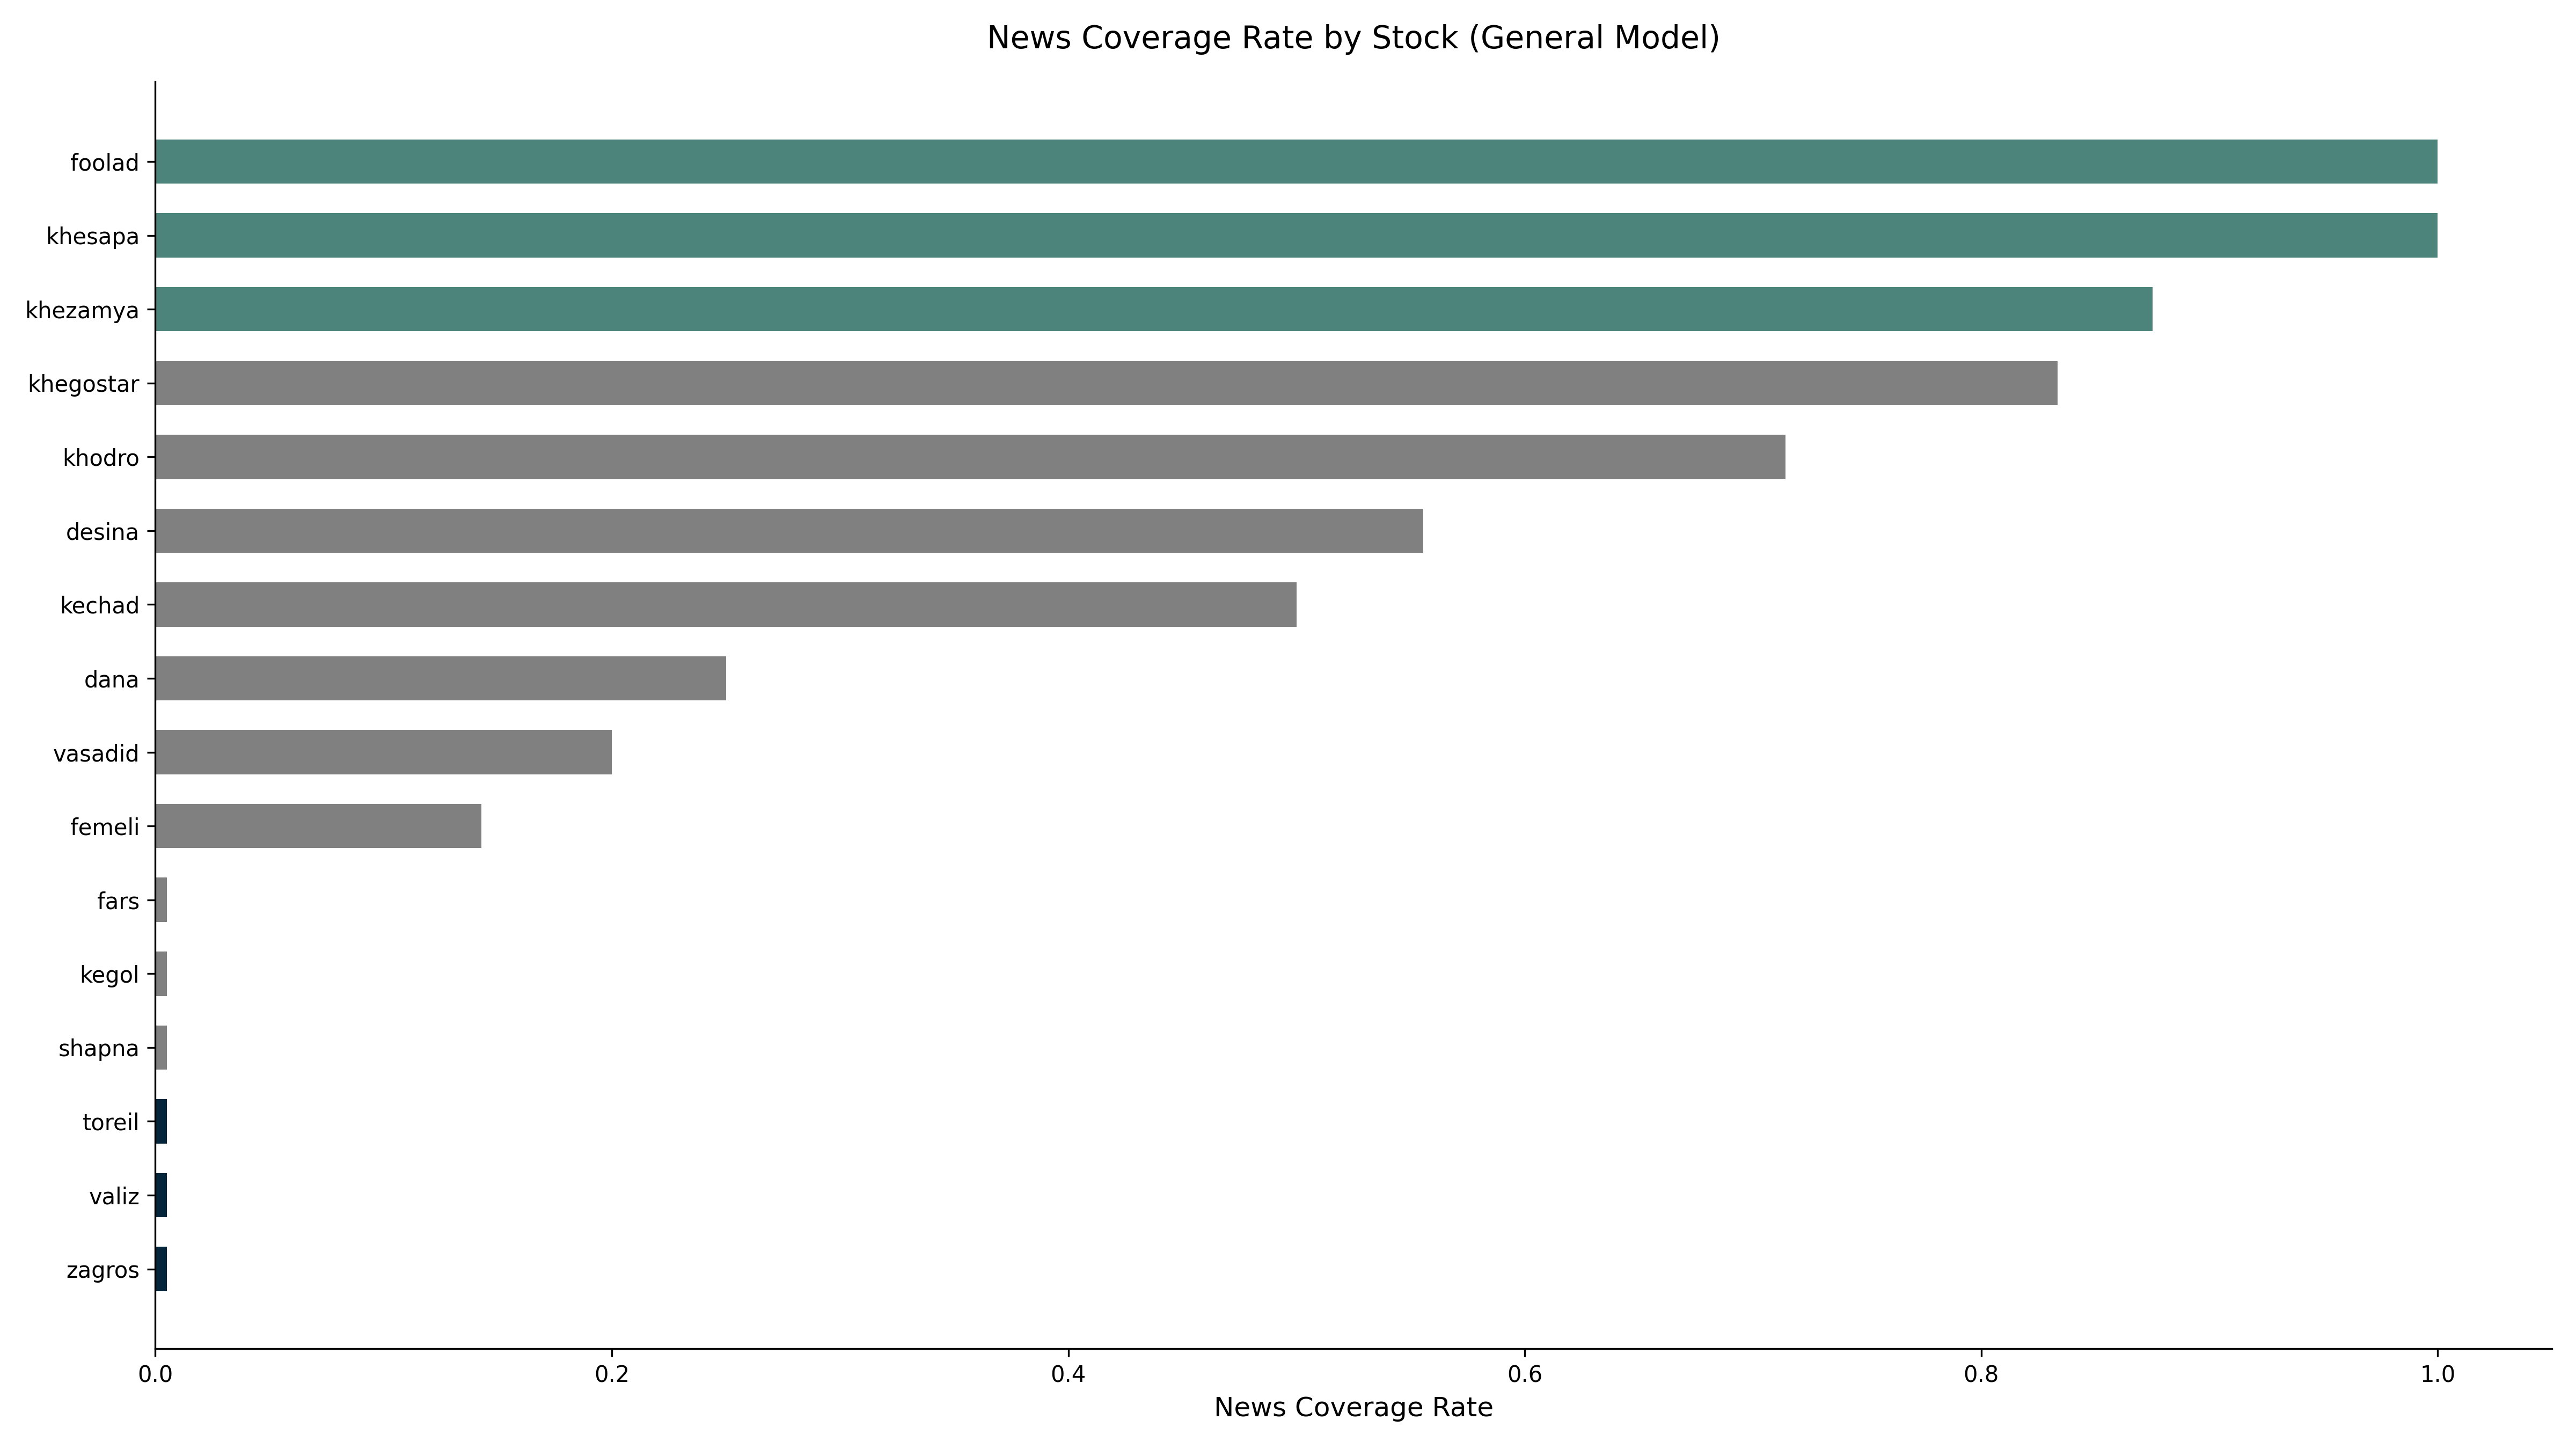 News Coverage Rate by Stock (General Model)
foolad
khesapa
khezamya
khegostar
khodro
desina
kechad
dana
vasadid
femeli
fars
kegol
shapna
toreil
valiz
zagros
0.0 0.2 0.4 0.6 0.8 1.0
News Coverage Rate